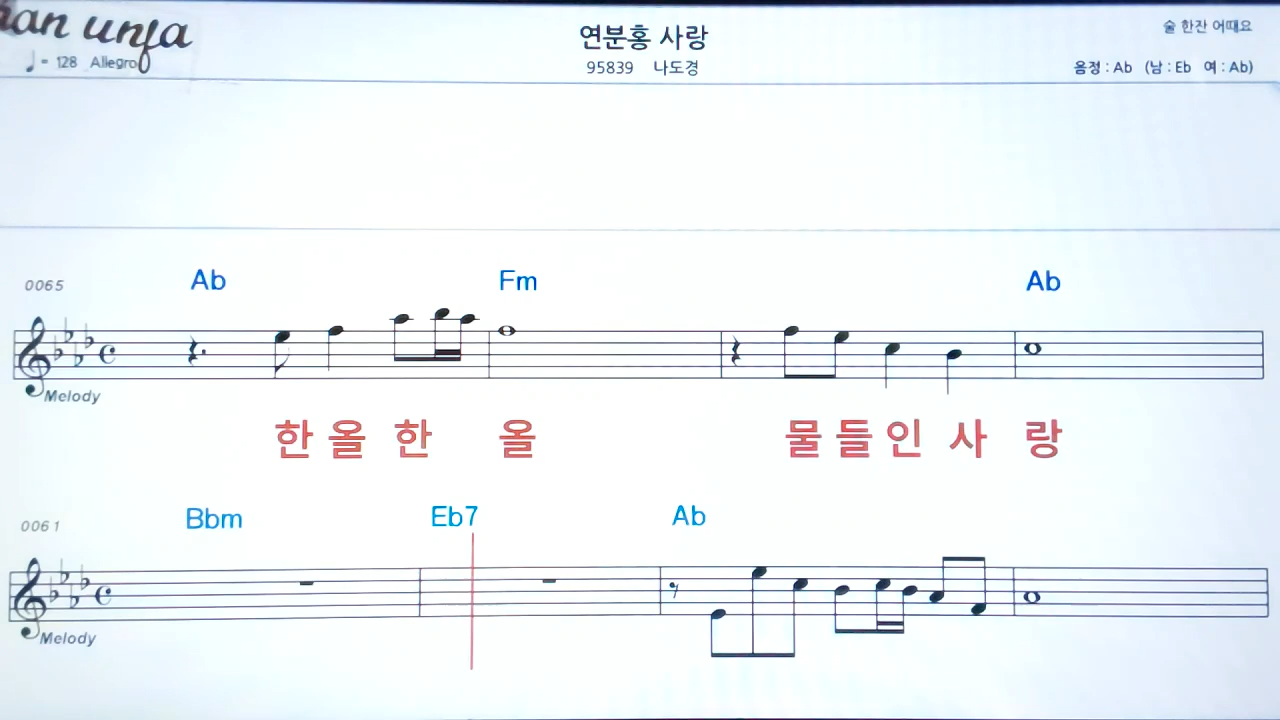 연분홍 사랑
술 한잔 어때요
♩= 128 Allegro
95839 나도경
음정 : Ab (남 : Eb 여 : Ab)
0065 Ab Fm Ab
Melody
한 올 한 올 물 들 인 사 랑
0061 Bbm Eb7 Ab
Melody